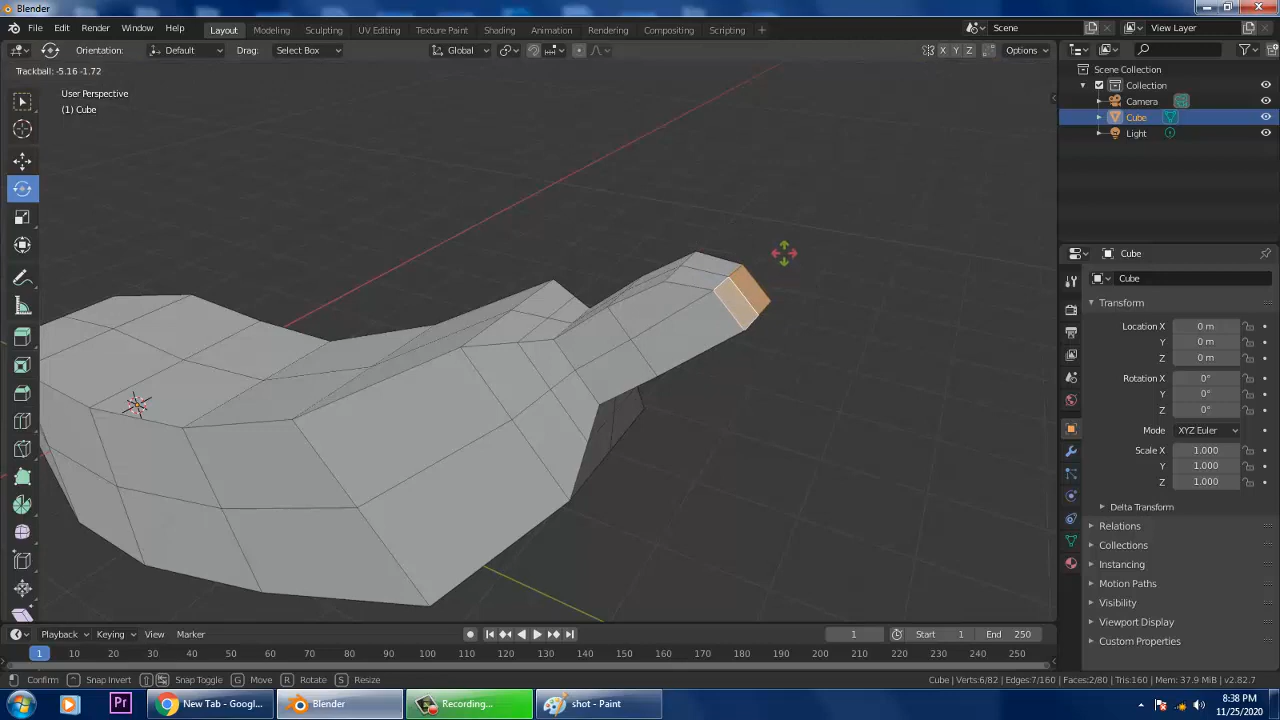 Blender
File Edit Render Window Help Layout Modeling Sculpting UV Editing Texture Paint Shading Animation Rendering Compositing Scripting + Scene View Layer
Orientation: Default Drag: Select Box Global X Y Z Options
Trackball: -5.16 -1.72
Scene Collection
User Perspective
Collection
(1) Cube
Camera
Cube
Light
Cube
Cube
Transform
Location X 0 m
Y 0 m
Z 0 m
Rotation X 0°
Y 0°
Z 0°
Mode XYZ Euler
Scale X 1.000
Y 1.000
Z 1.000
Delta Transform
Relations
Collections
Instancing
Motion Paths
Visibility
Viewport Display
Custom Properties
Playback Keying View Marker 1 Start 1 End 250
1 10 20 30 40 50 60 70 80 90 100 110 120 130 140 150 160 170 180 190 200 210 220 230 240 250
Confirm Snap Invert Snap Toggle G Move R Rotate S Resize Cube | Verts:6/82 | Edges:7/160 | Faces:2/80 | Tris:160 | Mem: 37.9 MiB | v2.82.7
Pr New Tab - Googl... Blender Recording... shot - Paint 8:38 PM
11/25/2020